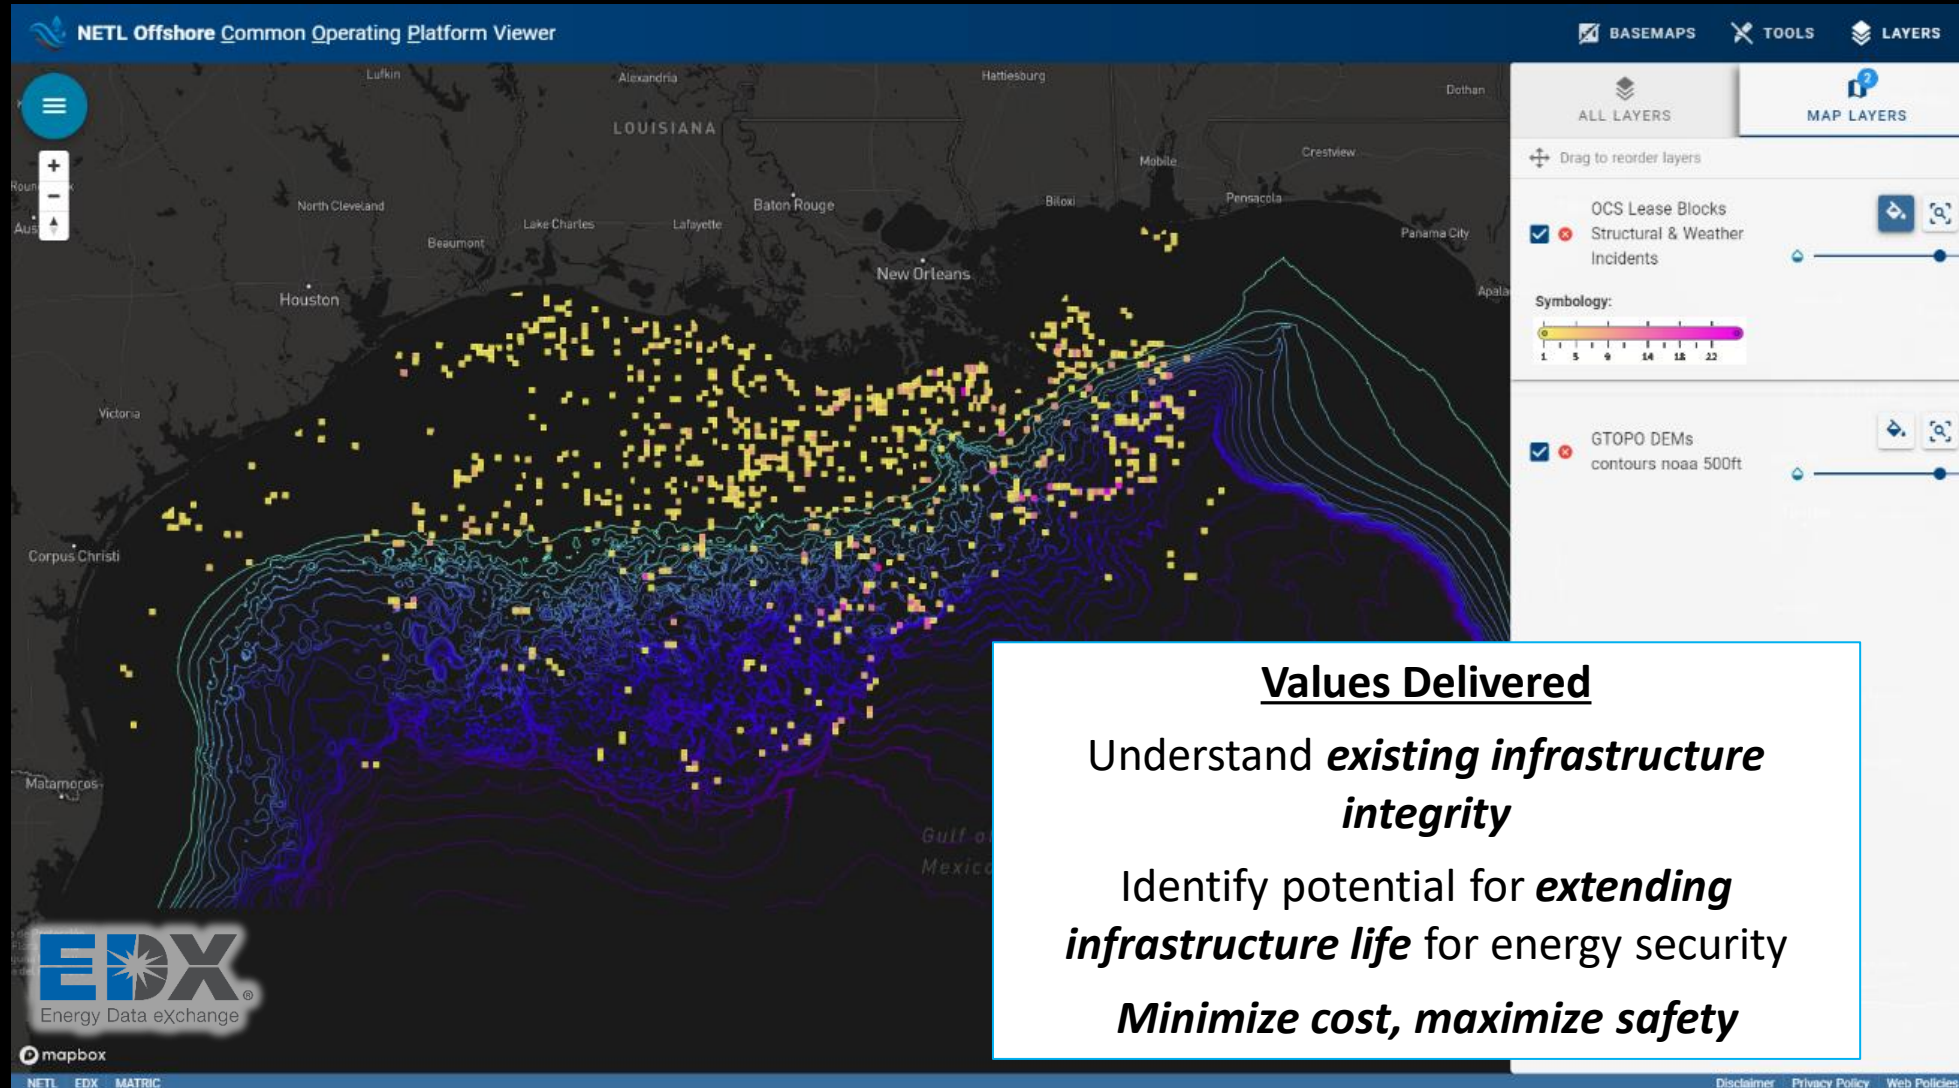 NETL Offshore Common Operating Platform Viewer
BASEMAPS
TOOLS
LAYERS
ALL LAYERS
2
MAP LAYERS
Drag to reorder layers
OCS Lease Blocks
Structural & Weather
Incidents
Symbology:
1 5 9 14 18 22
GTOPO DEMs
contours noaa 500ft
Lufkin
Alexandria
Hattiesburg
Dothan
LOUISIANA
Mobile
Crestview
North Cleveland
Baton Rouge
Biloxi
Pensacola
Beaumont
Lake Charles
Lafayette
Panama City
New Orleans
Houston
Apala
Victoria
Corpus Christi
Matamoros
Gulf o
Mexico
Values Delivered
Understand existing infrastructure
integrity
Identify potential for extending
infrastructure life for energy security
Minimize cost, maximize safety
EDX®
Energy Data eXchange
mapbox
NETL EDX MATRIC
Disclaimer Privacy Policy Web Policies